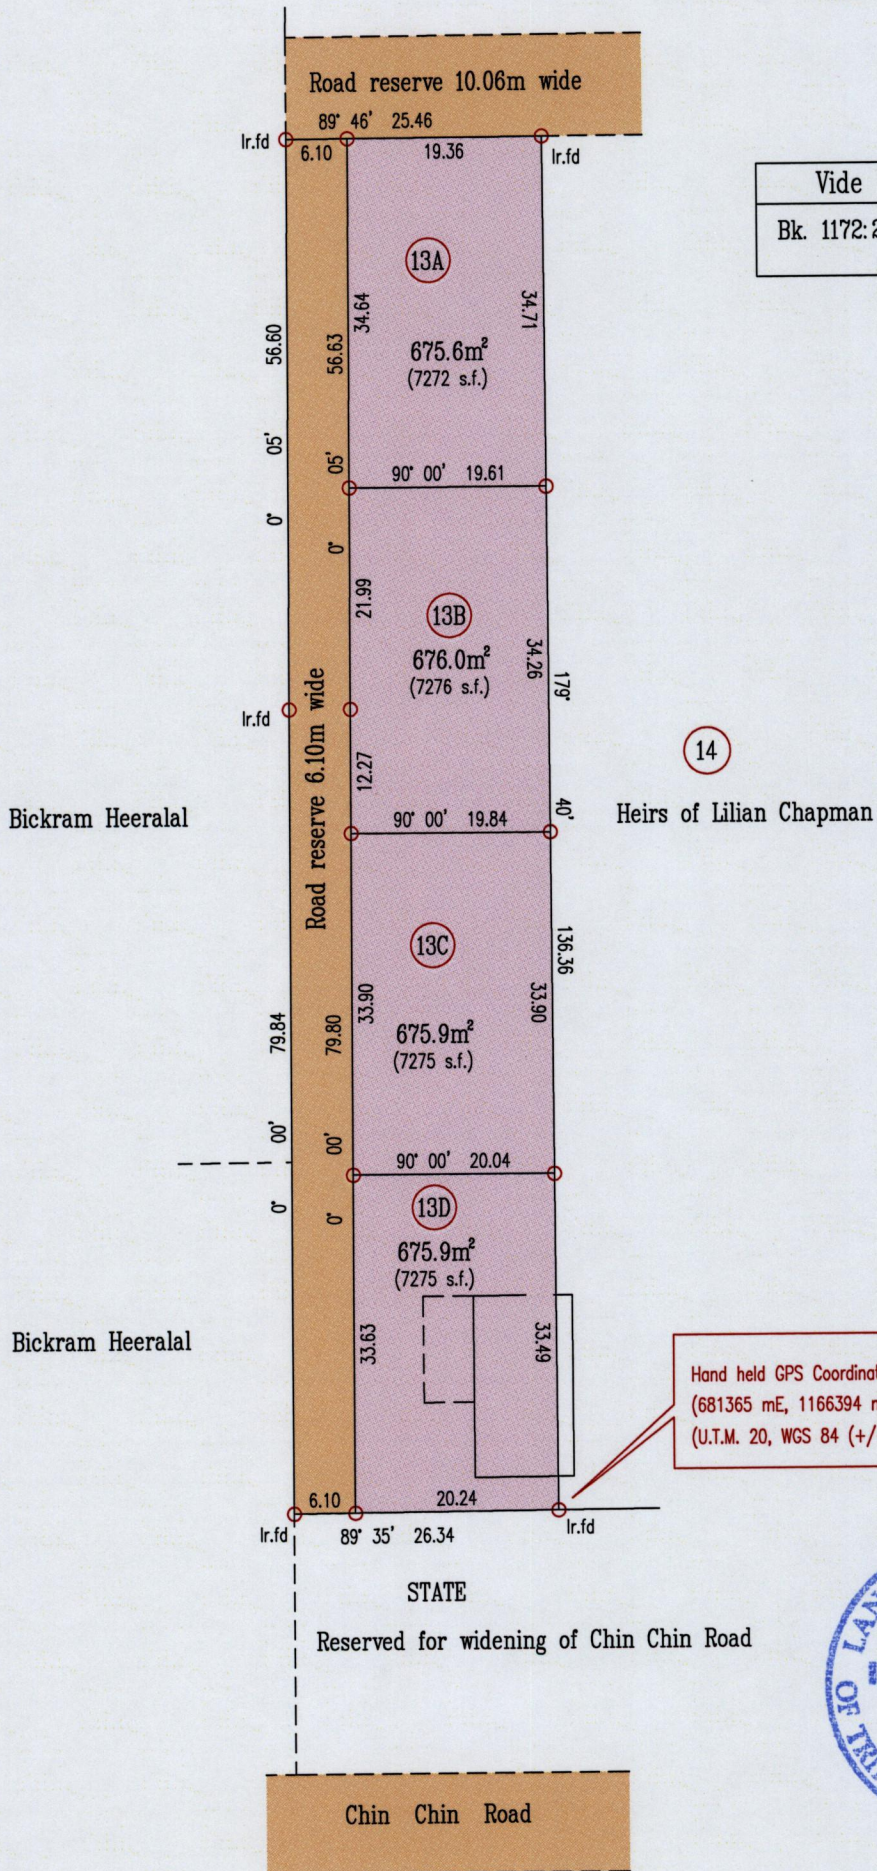 Road reserve 10.06m wide
89° 46' 25.46
Ir.fd
6.10
19.36
Ir.fd
Vide
Bk. 1172:
13A
34.64
34.71
56.60
56.63
675.6m²
(7272 s.f.)
0° 05'
0° 05'
90° 00' 19.61
21.99
13B
676.0m²
(7276 s.f.)
34.26
179° 40' 136.36
Ir.fd
Road reserve 6.10m wide
12.27
14
Bickram Heeralal
90° 00' 19.84
Heirs of Lilian Chapman
13C
33.90
33.90
79.84
79.80
675.9m²
(7275 s.f.)
0° 00'
0° 00'
90° 00' 20.04
13D
675.9m²
(7275 s.f.)
Bickram Heeralal
33.63
33.49
Hand held GPS
(681365 mE, 1166394
(U.T.M. 20, WGS 84 (+/
6.10
20.24
Ir.fd
89° 35' 26.34
Ir.fd
STATE
Reserved for widening of Chin Chin Road
OF
Chin Chin Road